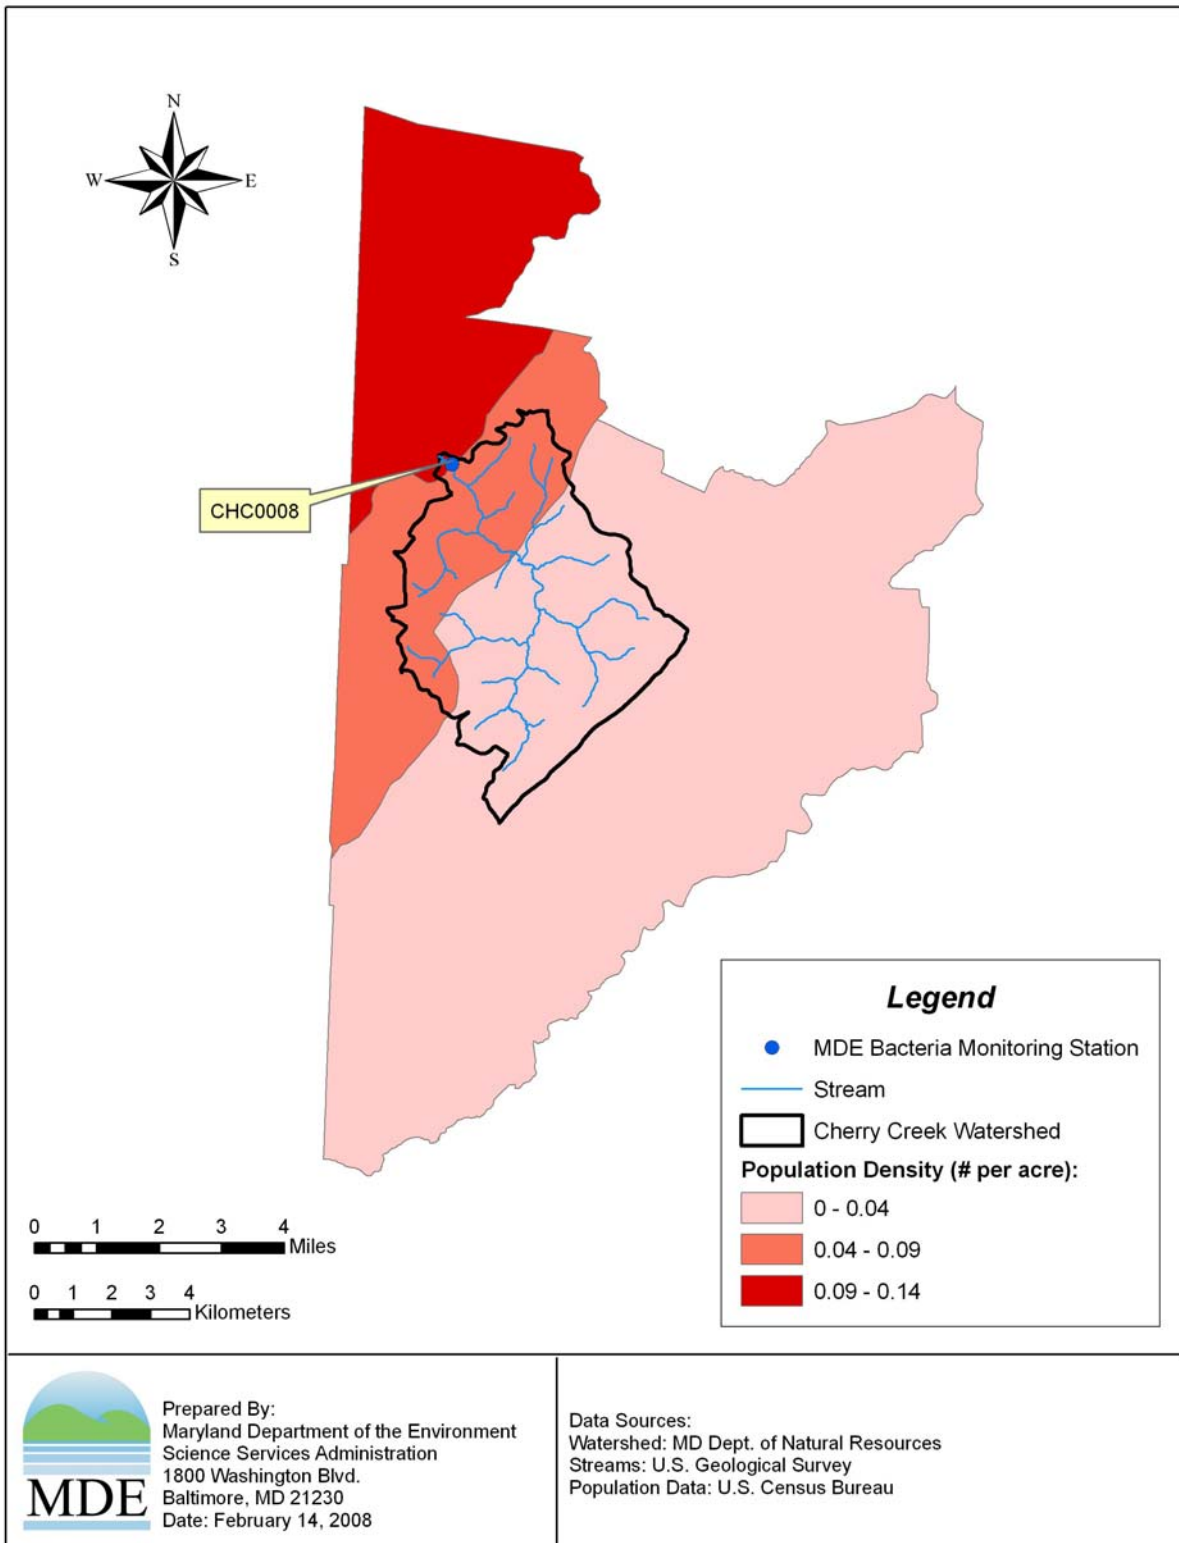 N
W E
S
CHC0008
Legend
MDE Bacteria Monitoring Station
Stream
Cherry Creek Watershed
Population Density (# per acre):
0 - 0.04
0.04 - 0.09
0.09 - 0.14
0 1 2 3 4
Miles
0 1 2 3 4
Kilometers
MDE
Prepared By:
Maryland Department of the Environment
Science Services Administration
1800 Washington Blvd.
Baltimore, MD 21230
Date: February 14, 2008
Data Sources:
Watershed: MD Dept. of Natural Resources
Streams: U.S. Geological Survey
Population Data: U.S. Census Bureau